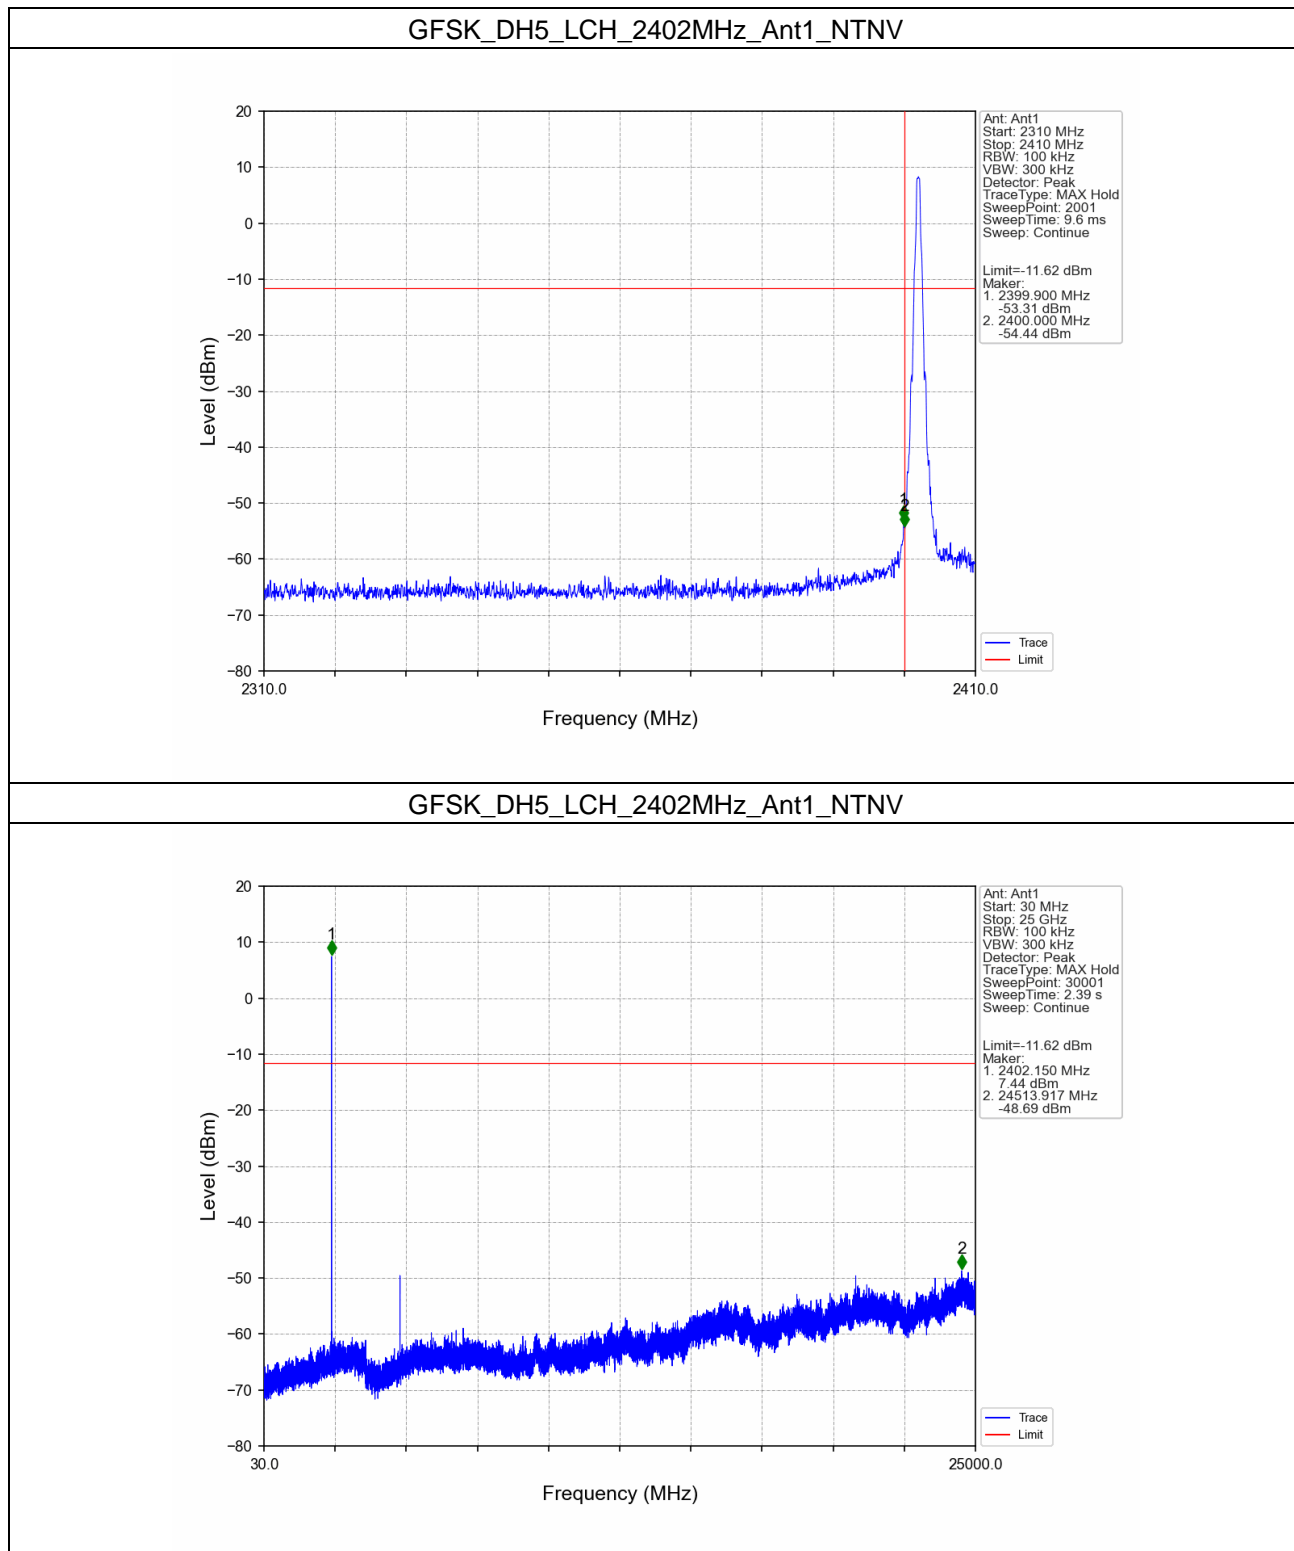 GFSK_DH5_LCH_2402MHz_Ant1_NTNV
20
10
0
−10
−20
−30
−40
−50
−60
−70
−80
Level (dBm)
1
2
2310.0
2410.0
Frequency (MHz)
Ant: Ant1
Start: 2310 MHz
Stop: 2410 MHz
RBW: 100 kHz
VBW: 300 kHz
Detector: Peak
TraceType: MAX Hold
SweepPoint: 2001
SweepTime: 9.6 ms
Sweep: Continue
Limit=-11.62 dBm
Maker:
1. 2399.900 MHz
-53.31 dBm
2. 2400.000 MHz
-54.44 dBm
Trace
Limit
GFSK_DH5_LCH_2402MHz_Ant1_NTNV
20
10
0
−10
−20
−30
−40
−50
−60
−70
−80
Level (dBm)
1
2
30.0
25000.0
Frequency (MHz)
Ant: Ant1
Start: 30 MHz
Stop: 25 GHz
RBW: 100 kHz
VBW: 300 kHz
Detector: Peak
TraceType: MAX Hold
SweepPoint: 30001
SweepTime: 2.39 s
Sweep: Continue
Limit=-11.62 dBm
Maker:
1. 2402.150 MHz
7.44 dBm
2. 24513.917 MHz
-48.69 dBm
Trace
Limit